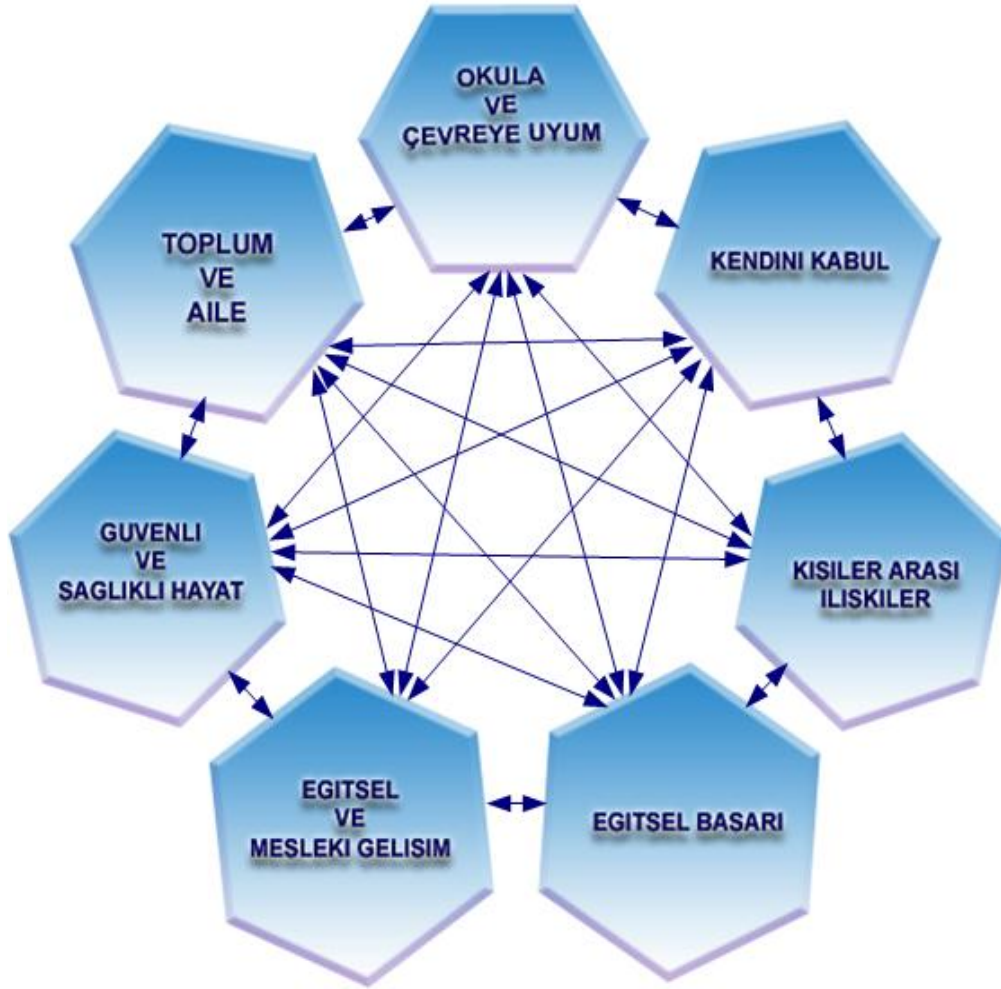 OKULA
VE
ÇEVREYE UYUM
KENDINI KABUL
KISILER ARASI
ILISKILER
EGITSEL BASARI
EGITSEL
VE
MESLEKI GELISIM
GUVENLI
VE
SAGLIKLI HAYAT
TOPLUM
VE
AILE